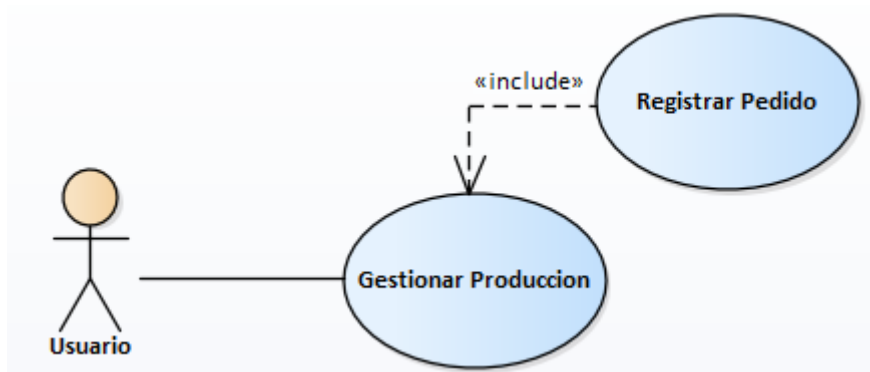 «include»
Registrar Pedido
Gestionar Produccion
Usuario